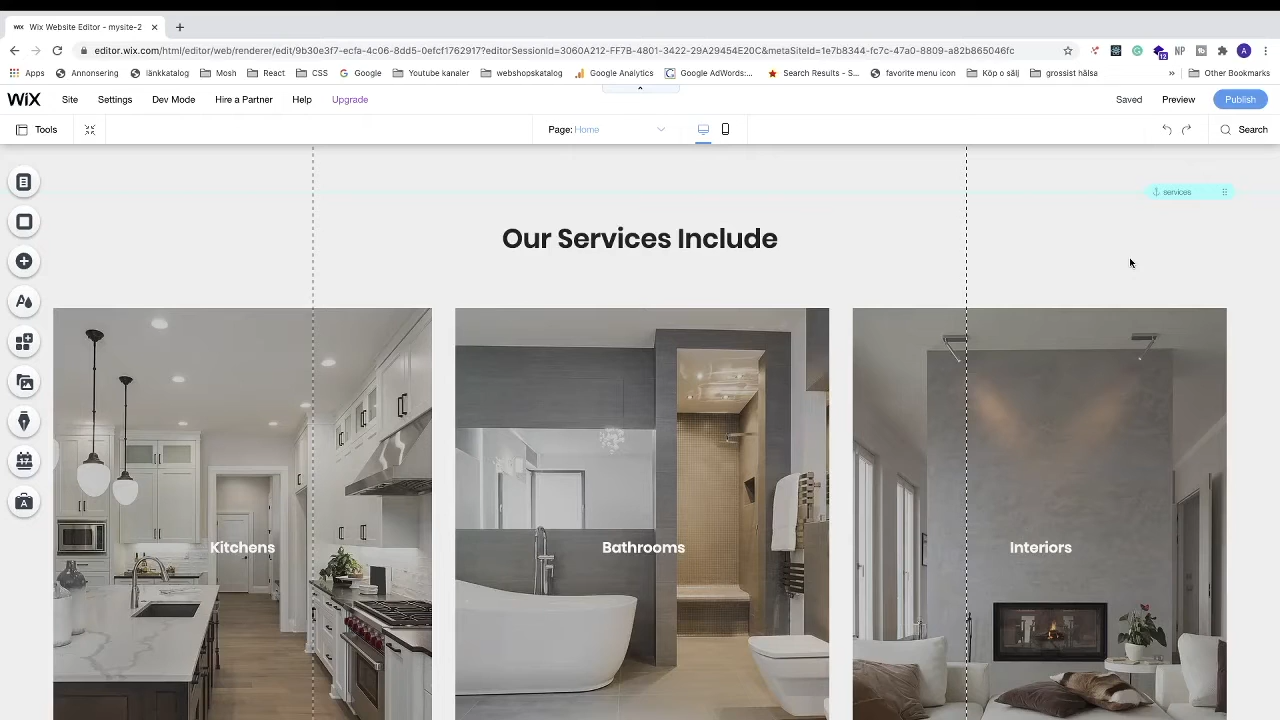 Wix Website Editor - mysite-2
editor.wix.com/html/editor/web/renderer/edit/9b30e3f7-ecfa-4c06-8dd5-0efcf1762917?editorSessionId=3060A212-FF7B-4801-3422-29A29454E20C&metaSiteId=1e7b8344-fc7c-47a0-8809-a82b865046fc
NP 12 A
Apps Annonsering länkkatalog Mosh React CSS Google Youtube kanaler webshopskatalog Google Analytics Google AdWords:... Search Results - S... favorite menu icon Köp o sälj grossist hälsa » Other Bookmarks
WiX Site Settings Dev Mode Hire a Partner Help Upgrade Saved Preview Publish
Tools Page: Home Search
services
Our Services Include
Kitchens Bathrooms Interiors